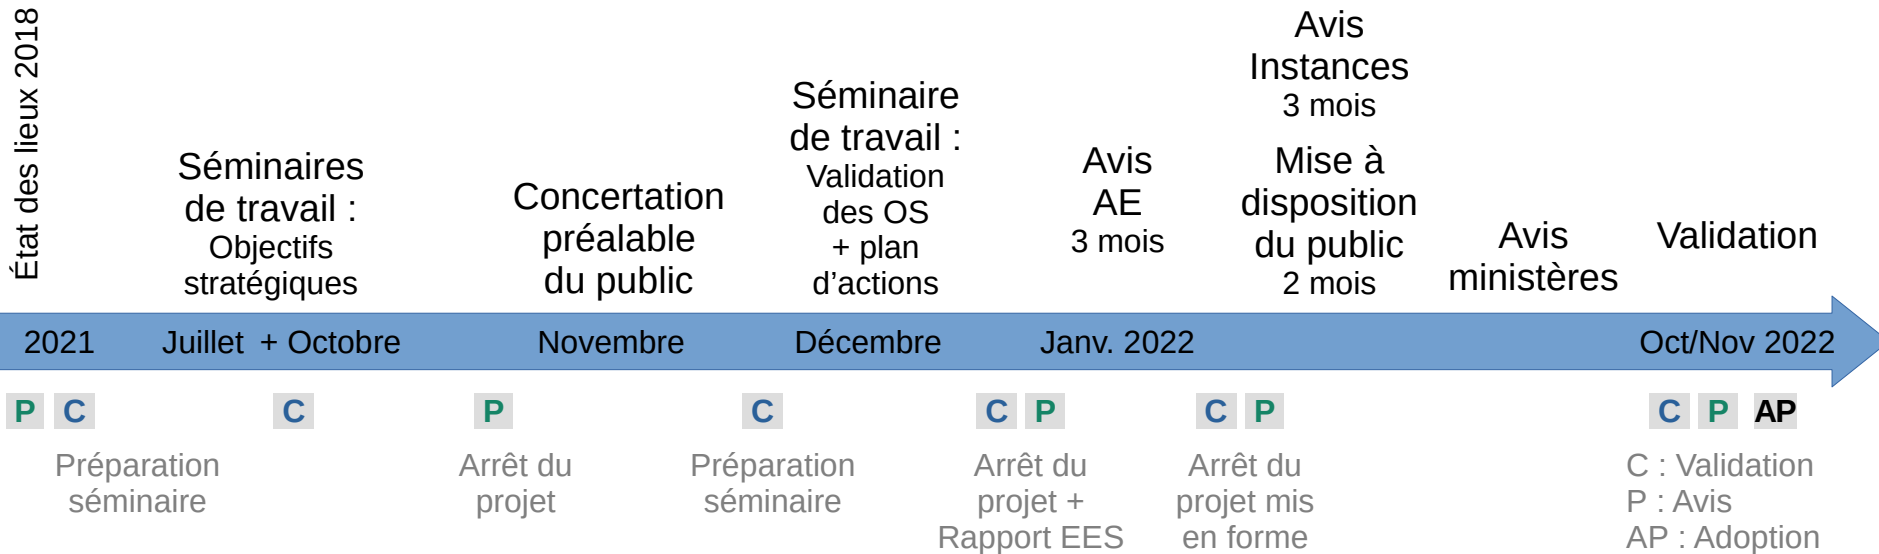 État des lieux 2018
Séminaires
de travail :
Objectifs
stratégiques
Concertation
préalable
du public
Séminaire
de travail :
Validation
des OS
+ plan
d’actions
Avis
AE
3 mois
Avis
Instances
3 mois
Mise à
disposition
du public
2 mois
Avis
ministères
Validation
2021 Juillet + Octobre Novembre Décembre Janv. 2022 Oct/Nov 2022
P C C P C C P C P C P AP
Préparation
séminaire
Arrêt du
projet
Préparation
séminaire
Arrêt du
projet +
Rapport EES
Arrêt du
projet mis
en forme
C : Validation
P : Avis
AP : Adoption